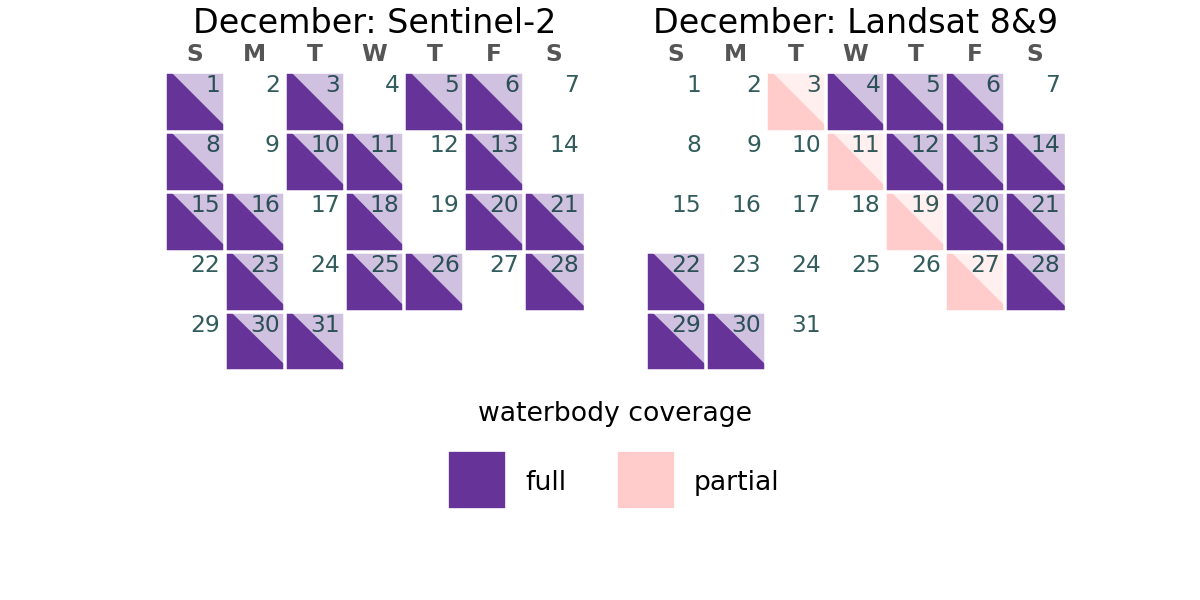 December: Sentinel-2
S M T W T F S
1 2 3 4 5 6 7
8 9 10 11 12 13 14
15 16 17 18 19 20 21
22 23 24 25 26 27 28
29 30 31
December: Landsat 8&9
S M T W T F S
1 2 3 4 5 6 7
8 9 10 11 12 13 14
15 16 17 18 19 20 21
22 23 24 25 26 27 28
29 30 31
waterbody coverage
full
partial